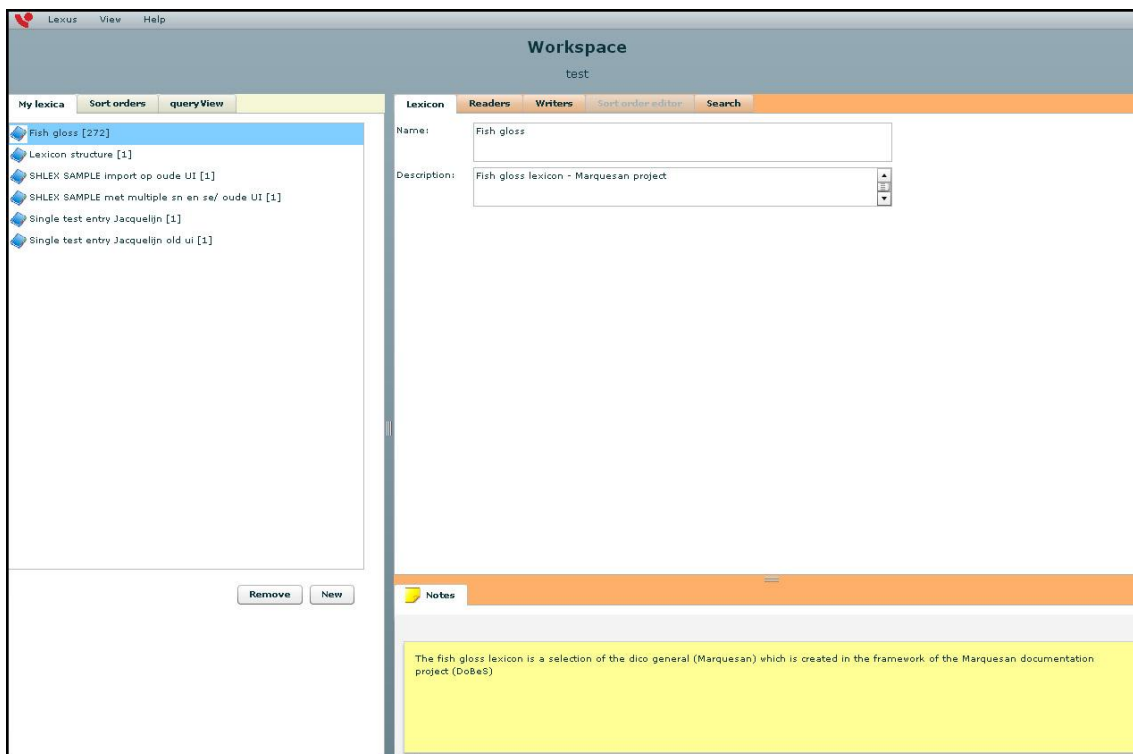 Lexus View Help
Workspace
test
My lexica Sort orders queryView
Fish gloss [272]
Lexicon structure [1]
SHLEX SAMPLE import op oude UI [1]
SHLEX SAMPLE met multiple sn en se/ oude UI [1]
Single test entry Jacquelijn [1]
Single test entry Jacquelijn old ui [1]
Remove New
Lexicon Readers Writers Sort order editor Search
Name: Fish gloss
Description: Fish gloss lexicon - Marquesan project
Notes
The fish gloss lexicon is a selection of the dico general (Marquesan) which is created in the framework of the Marquesan documentation
project (DoBeS)